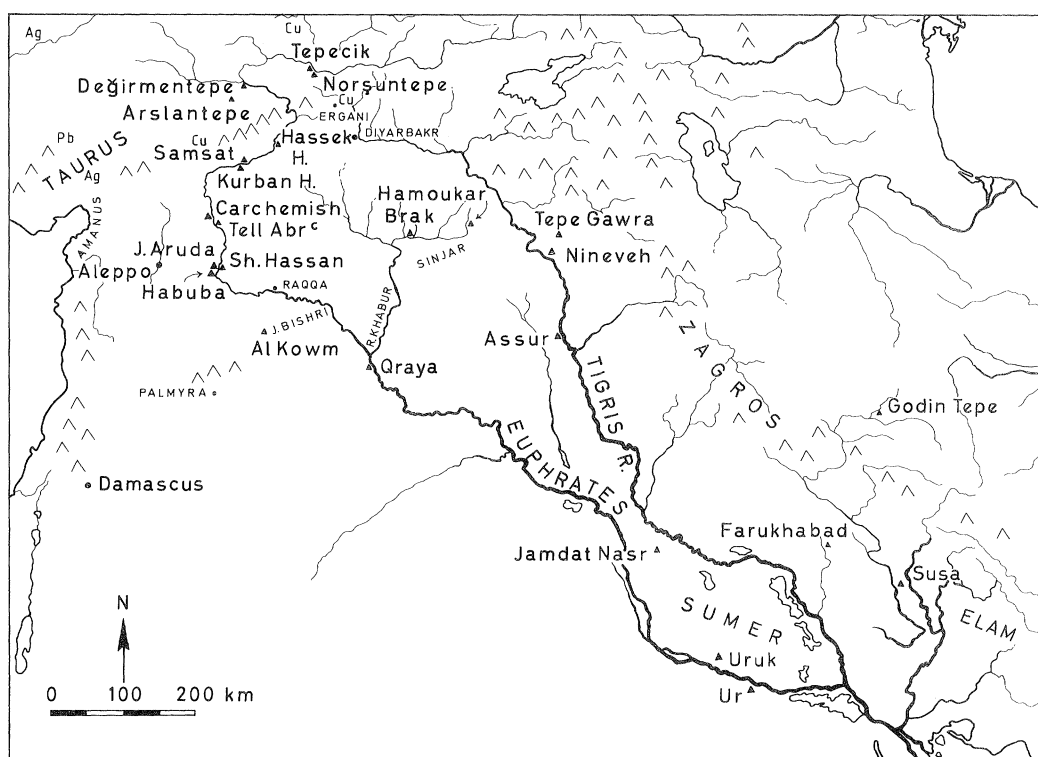 Ag
Cu
Tepecik
Değirmentepe
Norşuntepe
Cu
Arslantepe
ERGANI
DIYARBAKR
Pb
Cu
Hassek
H.
TAURUS
Samsat
Ag
Kurban H.
Hamoukar
Brak
AMANUS
Carchemish
Tell Abr c
Tepe Gawra
SINJAR
Nineveh
J. Aruda
Sh. Hassan
Aleppo
Habuba
RAQQA
R. KHABUR
J. BISHRI
Al Kowm
Assur
ZAGROS
TIGRIS R.
Qraya
PALMYRA
Godin Tepe
EUPHRATES
Damascus
Farukhabad
Jamdat Nasr
Susa
SUMER
ELAM
N
Uruk
Ur
0 100 200 km